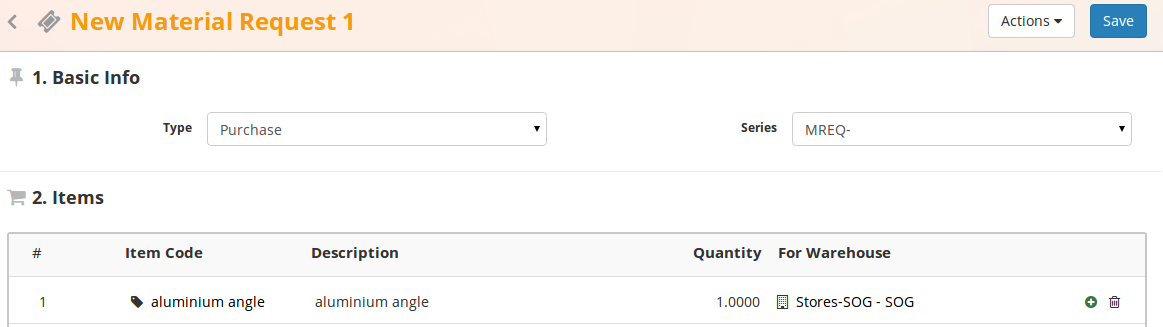 New Material Request 1 Actions Save
1. Basic Info
Type Purchase Series MREQ-
2. Items
# Item Code Description Quantity For Warehouse
1 aluminium angle aluminium angle 1.0000 Stores-SOG - SOG